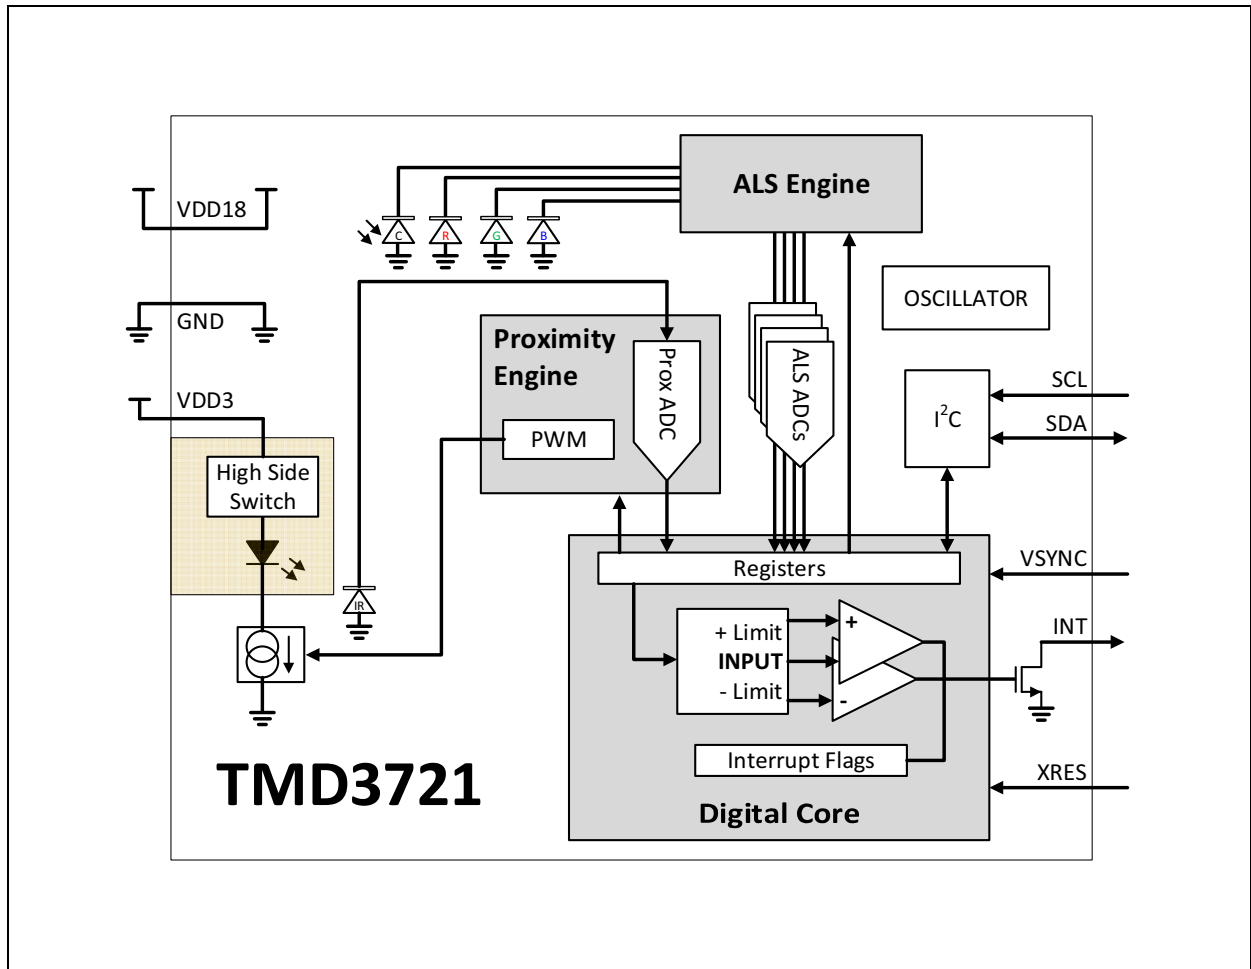 ALS Engine
VDD18
C
R
G
B
OSCILLATOR
GND
Proximity
Engine
Prox ADC
ALS ADCs
PWM
VDD3
High Side
Switch
I²C
SCL
SDA
IR
Registers
VSYNC
+ Limit
INPUT
- Limit
+
-
INT
Interrupt Flags
XRES
TMD3721
Digital Core